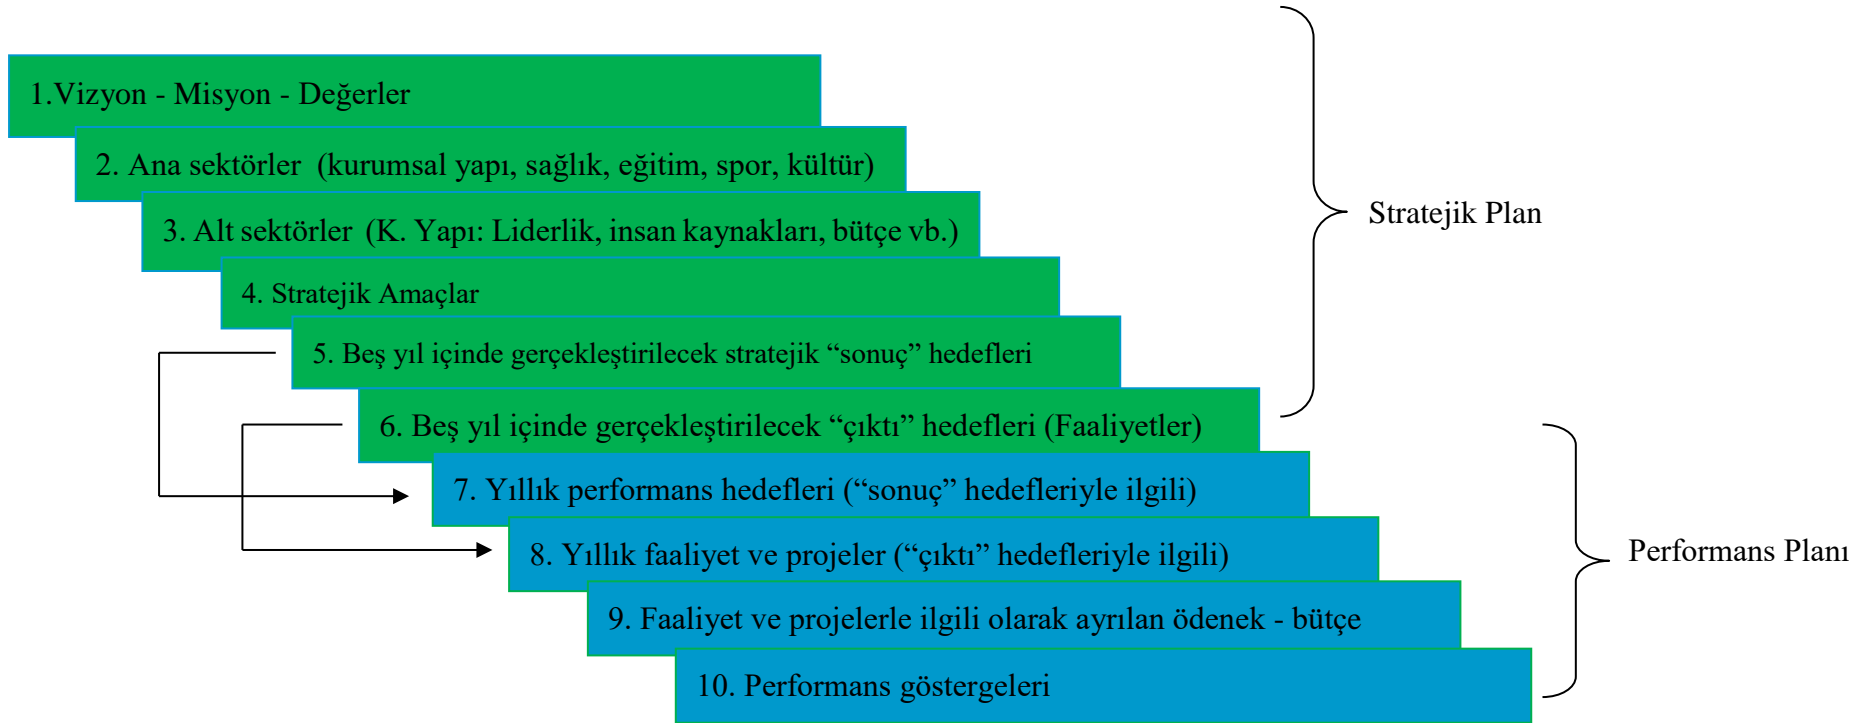 1.Vizyon - Misyon - Değerler
2. Ana sektörler (kurumsal yapı, sağlık, eğitim, spor, kültür)
3. Alt sektörler (K. Yapı: Liderlik, insan kaynakları, bütçe vb.)
Stratejik Plan
4. Stratejik Amaçlar
5. Beş yıl içinde gerçekleştirilecek stratejik “sonuç” hedefleri
6. Beş yıl içinde gerçekleştirilecek “çıktı” hedefleri (Faaliyetler)
7. Yıllık performans hedefleri (“sonuç” hedefleriyle ilgili)
8. Yıllık faaliyet ve projeler (“çıktı” hedefleriyle ilgili)
Performans Planı
9. Faaliyet ve projelerle ilgili olarak ayrılan ödenek - bütçe
10. Performans göstergeleri